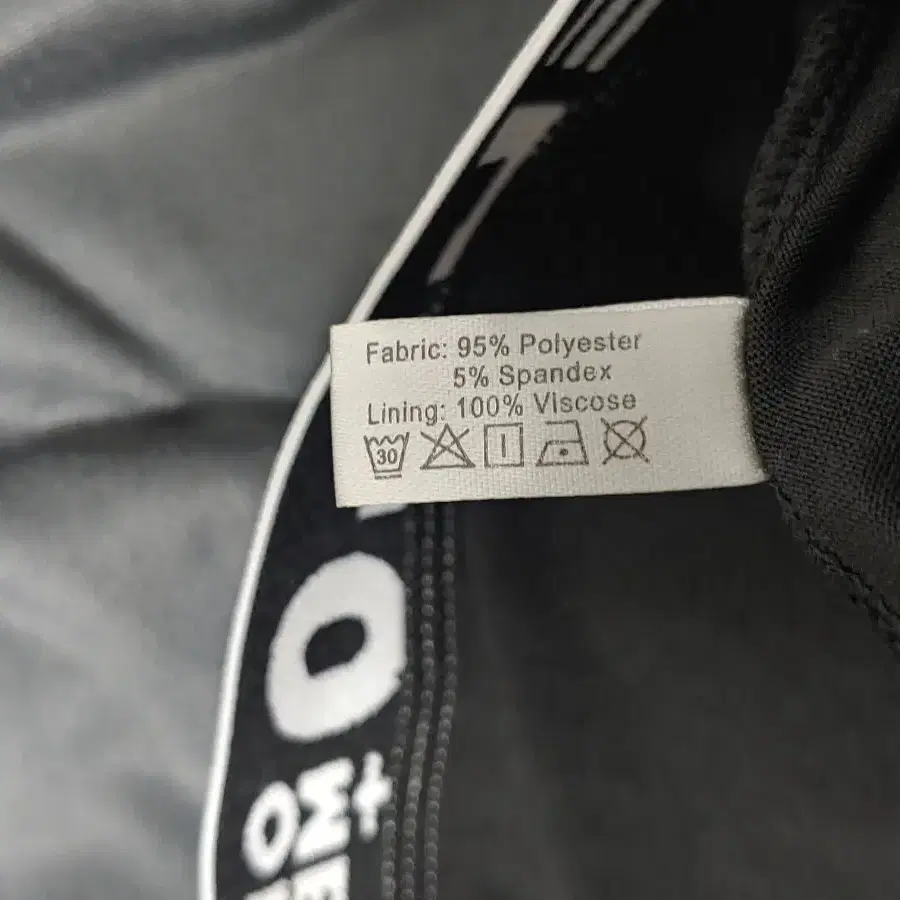 Fabric: 95% Polyester
5% Spandex
Lining: 100% Viscose
30